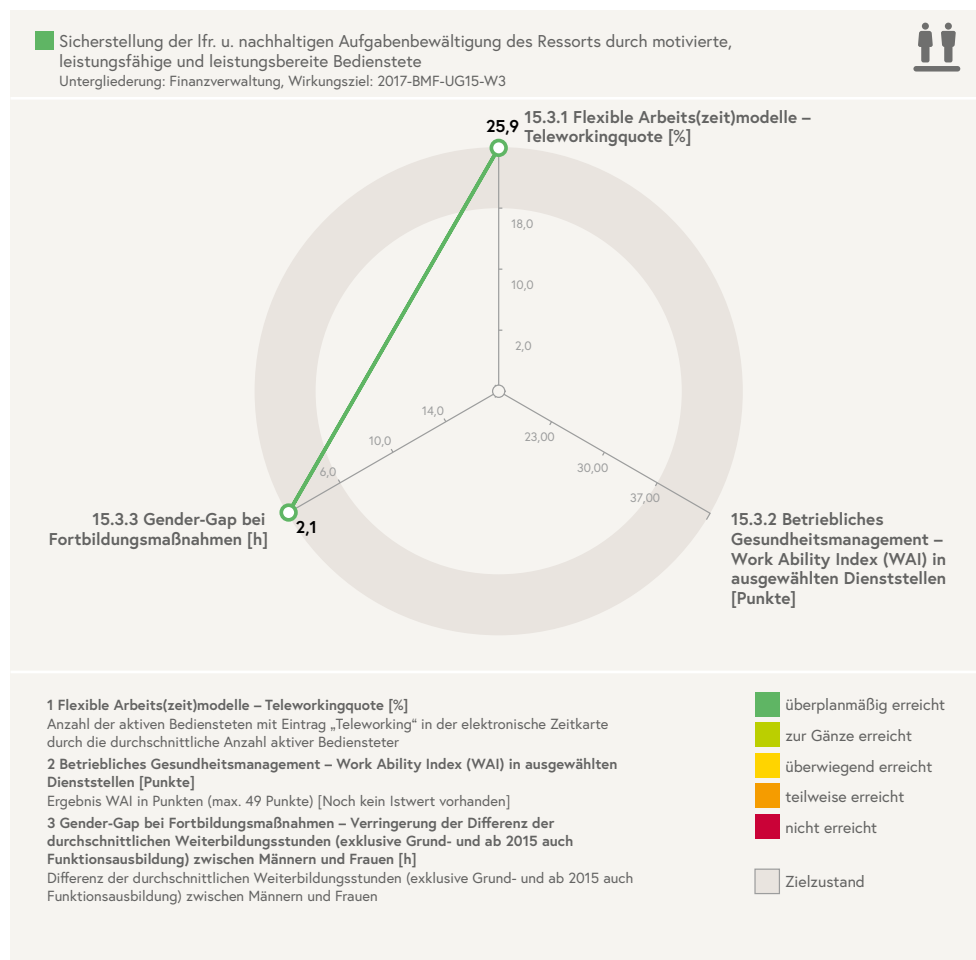 Sicherstellung der lfr. u. nachhaltigen Aufgabenbewältigung des Ressorts durch motivierte,
leistungsfähige und leistungsbereite Bedienstete
Untergliederung: Finanzverwaltung, Wirkungsziel: 2017-BMF-UG15-W3
25,9
15.3.1 Flexible Arbeits(zeit)modelle –
Teleworkingquote [%]
18,0
10,0
2,0
14,0
10,0
6,0
23,00
30,00
37,00
15.3.3 Gender-Gap bei
Fortbildungsmaßnahmen [h]
2,1
15.3.2 Betriebliches
Gesundheitsmanagement –
Work Ability Index (WAI) in
ausgewählten Dienststellen
[Punkte]
1 Flexible Arbeits(zeit)modelle – Teleworkingquote [%]
Anzahl der aktiven Bediensteten mit Eintrag „Teleworking“ in der elektronische Zeitkarte
durch die durchschnittliche Anzahl aktiver Bediensteter
2 Betriebliches Gesundheitsmanagement – Work Ability Index (WAI) in ausgewählten
Dienststellen [Punkte]
Ergebnis WAI in Punkten (max. 49 Punkte) [Noch kein Istwert vorhanden]
3 Gender-Gap bei Fortbildungsmaßnahmen – Verringerung der Differenz der
durchschnittlichen Weiterbildungsstunden (exklusive Grund- und ab 2015 auch
Funktionsausbildung) zwischen Männern und Frauen [h]
Differenz der durchschnittlichen Weiterbildungsstunden (exklusive Grund- und ab 2015 auch
Funktionsausbildung) zwischen Männern und Frauen
überplanmäßig erreicht
zur Gänze erreicht
überwiegend erreicht
teilweise erreicht
nicht erreicht
Zielzustand